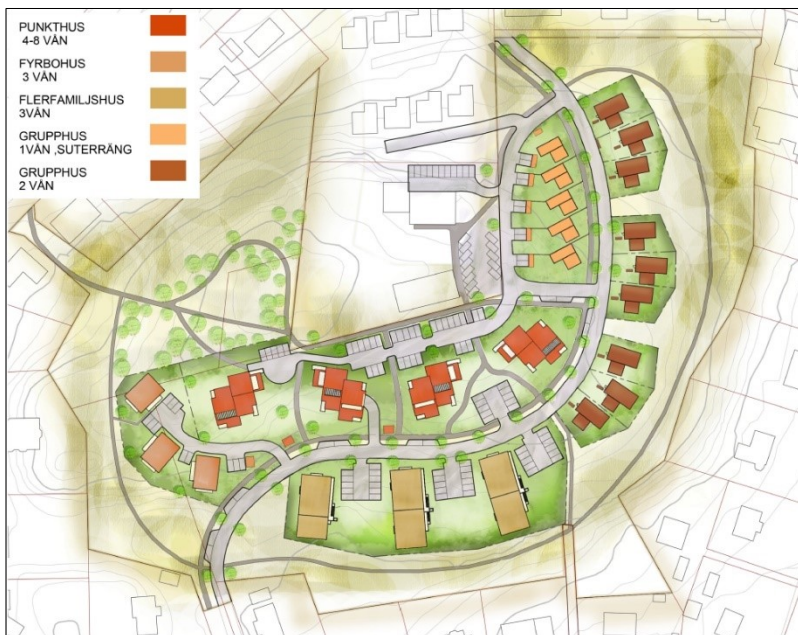 PUNKTHUS
4-8 VÅN
FYRBOHUS
3 VÅN
FLERFAMILJSHUS
3VÅN
GRUPPHUS
1VÅN ,SUTERRÄNG
GRUPPHUS
2 VÅN